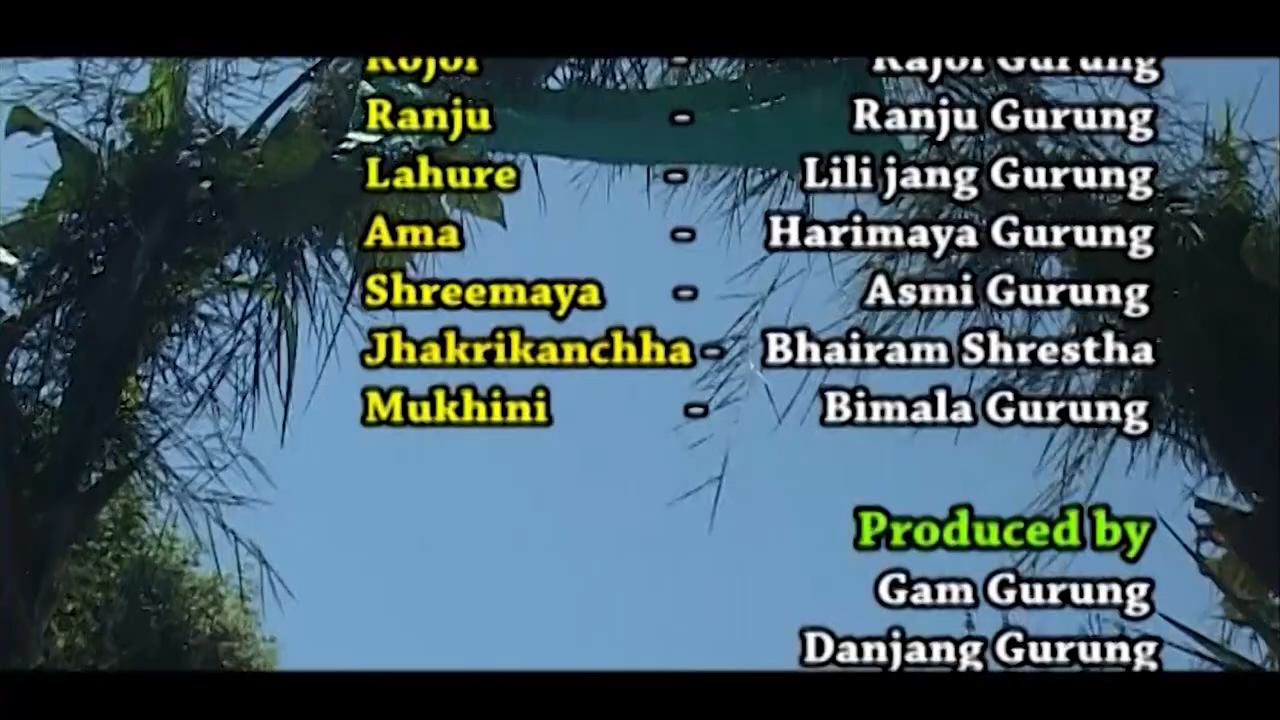 Ranju - Ranju Gurung
Lahure - Lili jang Gurung
Ama - Harimaya Gurung
Shreemaya - Asmi Gurung
Jhakrikanchha - Bhairam Shrestha
Mukhini - Bimala Gurung
Produced by
Gam Gurung
Danjang Gurung